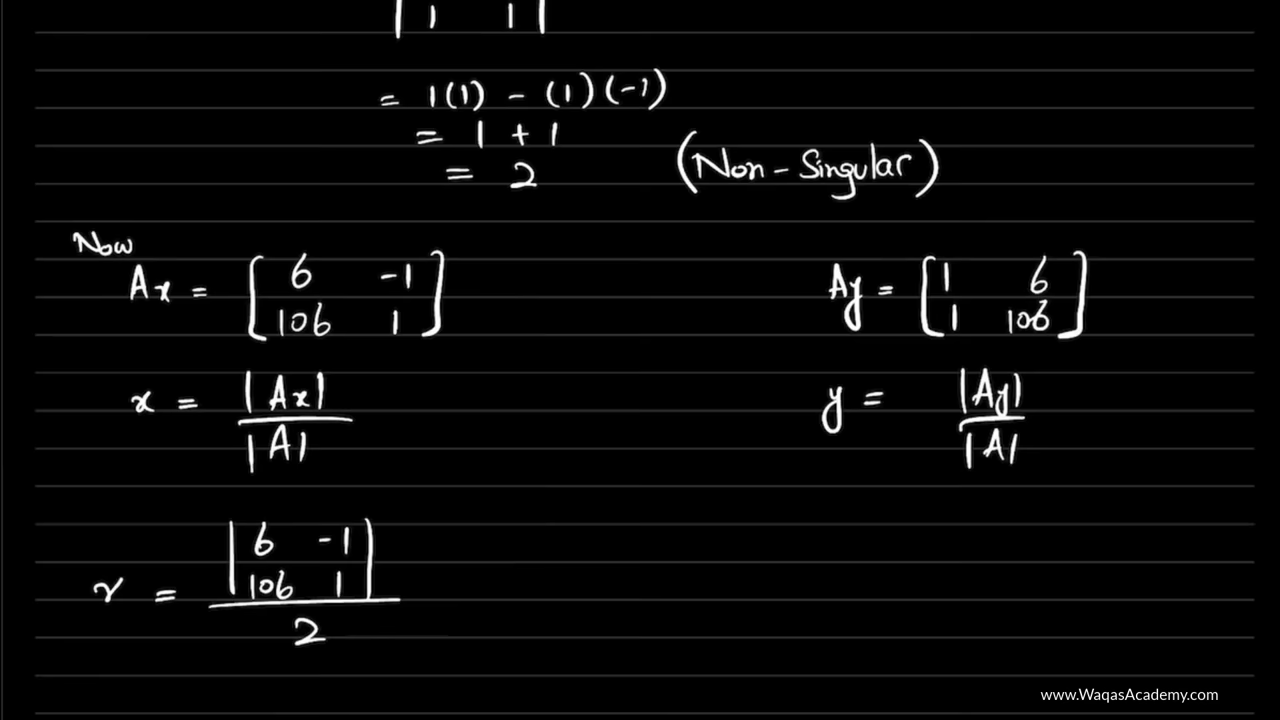 | 1 1 |
= 1(1) - (1)(-1)
= 1 + 1
= 2 (Non-Singular)
Now
Ax = [ 6 -1
106 1 ]
Ay = [ 1 6
1 106 ]
x = |Ax|
|A|
y = |Ay|
|A|
x = | 6 -1
106 1 |
2
www.WaqasAcademy.com